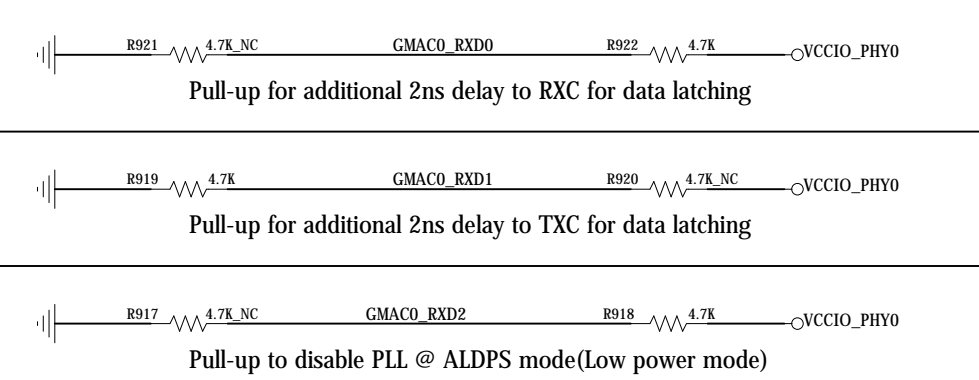 R921 4.7K_NC GMAC0_RXD0 R922 4.7K VCCIO_PHY0
Pull-up for additional 2ns delay to RXC for data latching
R919 4.7K GMAC0_RXD1 R920 4.7K_NC VCCIO_PHY0
Pull-up for additional 2ns delay to TXC for data latching
R917 4.7K_NC GMAC0_RXD2 R918 4.7K VCCIO_PHY0
Pull-up to disable PLL @ ALDPS mode(Low power mode)